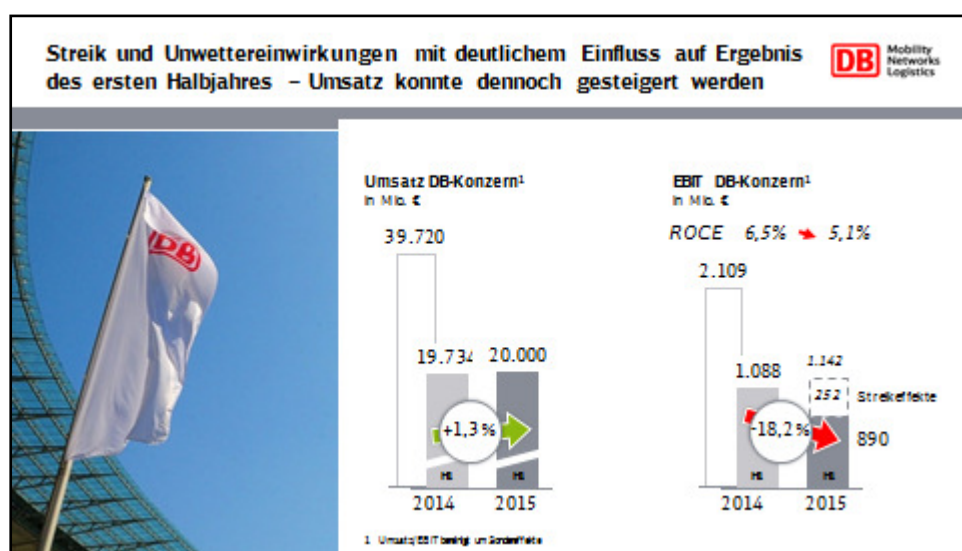 Streik und Unwettereinwirkungen mit deutlichem Einfluss auf Ergebnis
des ersten Halbjahres – Umsatz konnte dennoch gesteigert werden
DB
Mobility
Networks
Logistics
DB
Umsatz DB-Konzern¹
in Mio. €
39.720
19.734
20.000
+1,3%
H1
H1
2014
2015
EBIT DB-Konzern¹
in Mio. €
ROCE 6,5% 5,1%
2.109
1.088
1.142
252
Streikeffekte
-18,2%
890
H1
H1
2014
2015
1 Umsatz/EBIT bereinigt um Sondereffekte